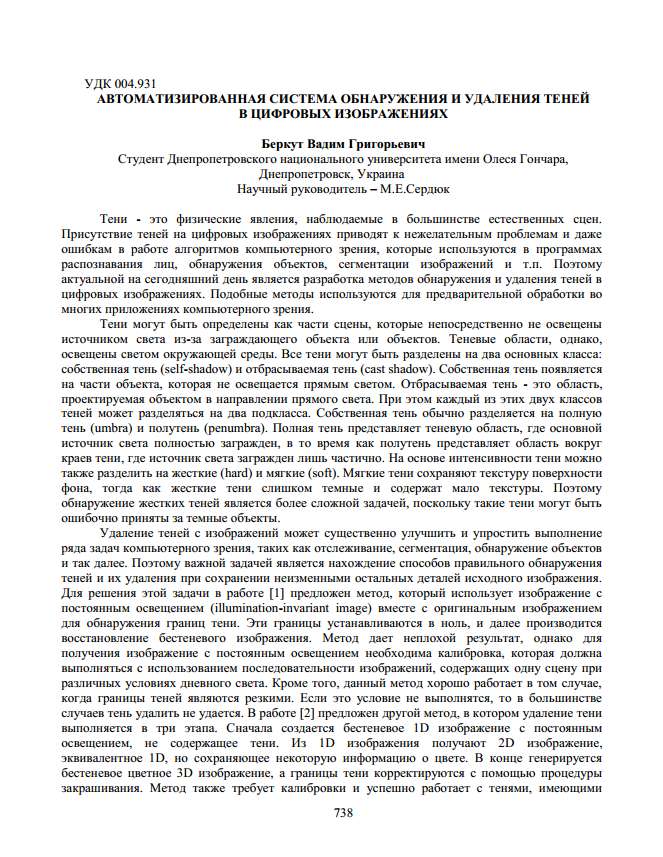 УДК 004.931
АВТОМАТИЗИРОВАННАЯ СИСТЕМА ОБНАРУЖЕНИЯ И УДАЛЕНИЯ ТЕНЕЙ
В ЦИФРОВЫХ ИЗОБРАЖЕНИЯХ
Беркут Вадим Григорьевич
Студент Днепропетровского национального университета имени Олеся Гончара,
Днепропетровск, Украина
Научный руководитель – М.Е.Сердюк
Тени - это физические явления, наблюдаемые в большинстве естественных сцен.
Присутствие теней на цифровых изображениях приводят к нежелательным проблемам и даже
ошибкам в работе алгоритмов компьютерного зрения, которые используются в программах
распознавания лиц, обнаружения объектов, сегментации изображений и т.п. Поэтому
актуальной на сегодняшний день является разработка методов обнаружения и удаления теней в
цифровых изображениях. Подобные методы используются для предварительной обработки во
многих приложениях компьютерного зрения.
Тени могут быть определены как части сцены, которые непосредственно не освещены
источником света из-за заграждающего объекта или объектов. Теневые области, однако,
освещены светом окружающей среды. Все тени могут быть разделены на два основных класса:
собственная тень (self-shadow) и отбрасываемая тень (cast shadow). Собственная тень появляется
на части объекта, которая не освещается прямым светом. Отбрасываемая тень - это область,
проектируемая объектом в направлении прямого света. При этом каждый из этих двух классов
теней может разделяться на два подкласса. Собственная тень обычно разделяется на полную
тень (umbra) и полутень (penumbra). Полная тень представляет теневую область, где основной
источник света полностью загражден, в то время как полутень представляет область вокруг
краев тени, где источник света загражден лишь частично. На основе интенсивности тени можно
также разделить на жесткие (hard) и мягкие (soft). Мягкие тени сохраняют текстуру поверхности
фона, тогда как жесткие тени слишком темные и содержат мало текстуры. Поэтому
обнаружение жестких теней является более сложной задачей, поскольку такие тени могут быть
ошибочно приняты за темные объекты.
Удаление теней с изображений может существенно улучшить и упростить выполнение
ряда задач компьютерного зрения, таких как отслеживание, сегментация, обнаружение объектов
и так далее. Поэтому важной задачей является нахождение способов правильного обнаружения
теней и их удаления при сохранении неизменными остальных деталей исходного изображения.
Для решения этой задачи в работе [1] предложен метод, который использует изображение с
постоянным освещением (illumination-invariant image) вместе с оригинальным изображением
для обнаружения границ тени. Эти границы устанавливаются в ноль, и далее производится
восстановление бестеневого изображения. Метод дает неплохой результат, однако для
получения изображение с постоянным освещением необходима калибровка, которая должна
выполняться с использованием последовательности изображений, содержащих одну сцену при
различных условиях дневного света. Кроме того, данный метод хорошо работает в том случае,
когда границы теней являются резкими. Если это условие не выполнятся, то в большинстве
случаев тень удалить не удается. В работе [2] предложен другой метод, в котором удаление тени
выполняется в три этапа. Сначала создается бестеневое 1D изображение с постоянным
освещением, не содержащее тени. Из 1D изображения получают 2D изображение,
эквивалентное 1D, но сохраняющее некоторую информацию о цвете. В конце генерируется
бестеневое цветное 3D изображение, а границы тени корректируются с помощью процедуры
закрашивания. Метод также требует калибровки и успешно работает с тенями, имеющими
738